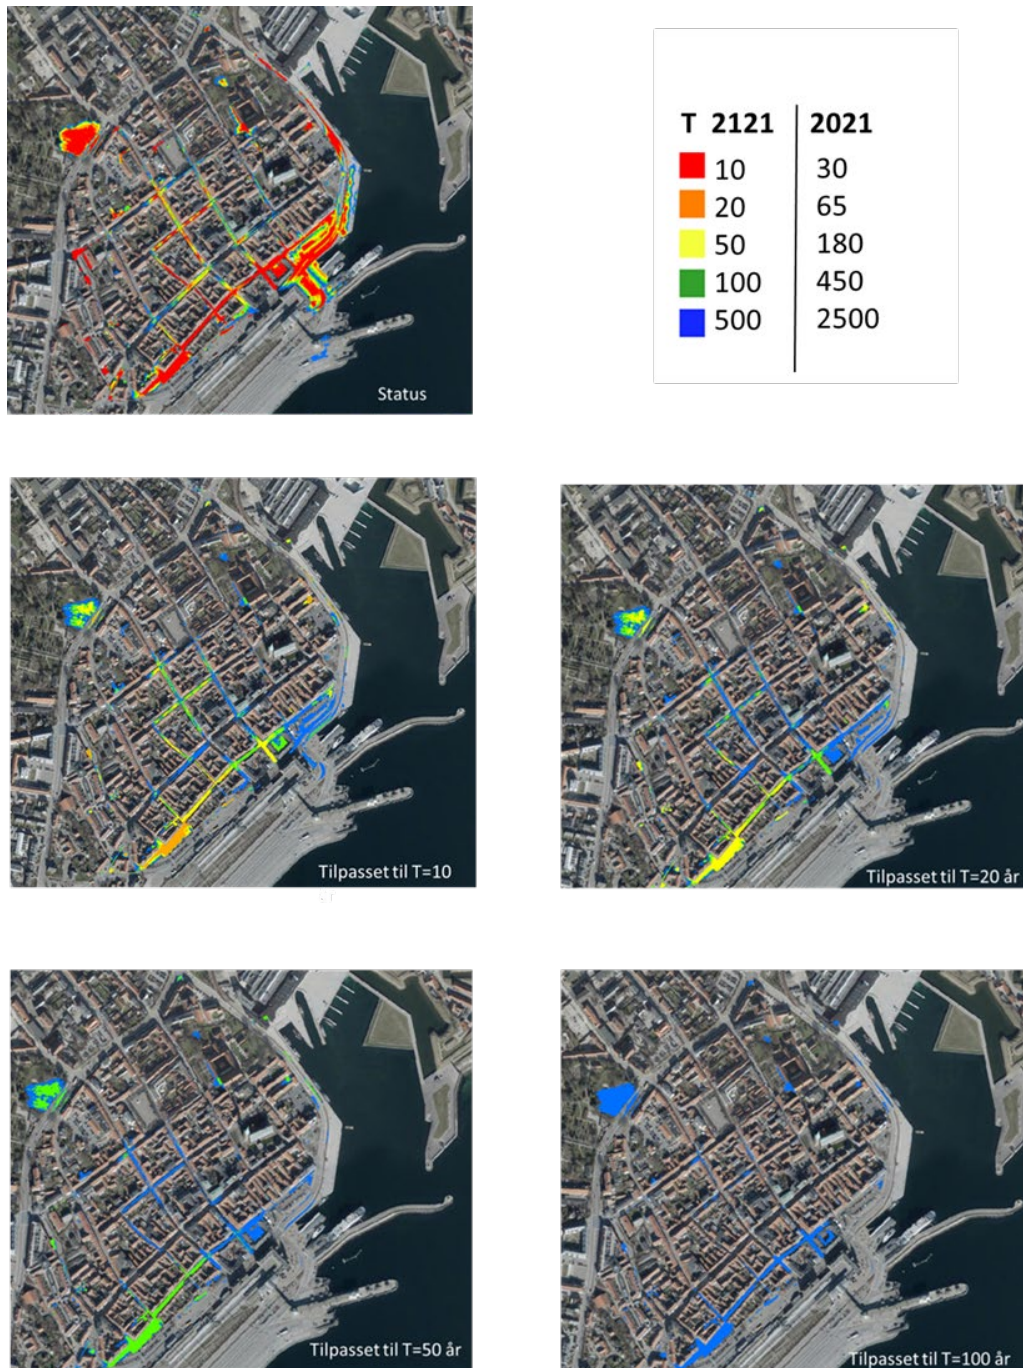 Status
T 2121 2021
10 30
20 65
50 180
100 450
500 2500
Tilpasset til T=10
Tilpasset til T=20 år
Tilpasset til T=50 år
Tilpasset til T=100 år